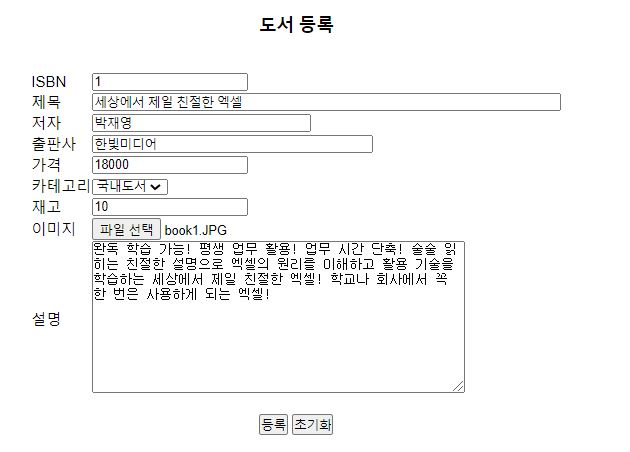 도서 등록
ISBN 1
제목 세상에서 제일 친절한 엑셀
저자 박재영
출판사 한빛미디어
가격 18000
카테고리 국내도서
재고 10
이미지 파일 선택 book1.JPG
완독 학습 가능! 평생 업무 활용! 업무 시간 단축! 술술 읽
히는 친절한 설명으로 엑셀의 원리를 이해하고 활용 기술을
학습하는 세상에서 제일 친절한 엑셀! 학교나 회사에서 꼭
한 번은 사용하게 되는 엑셀!
설명
등록 초기화